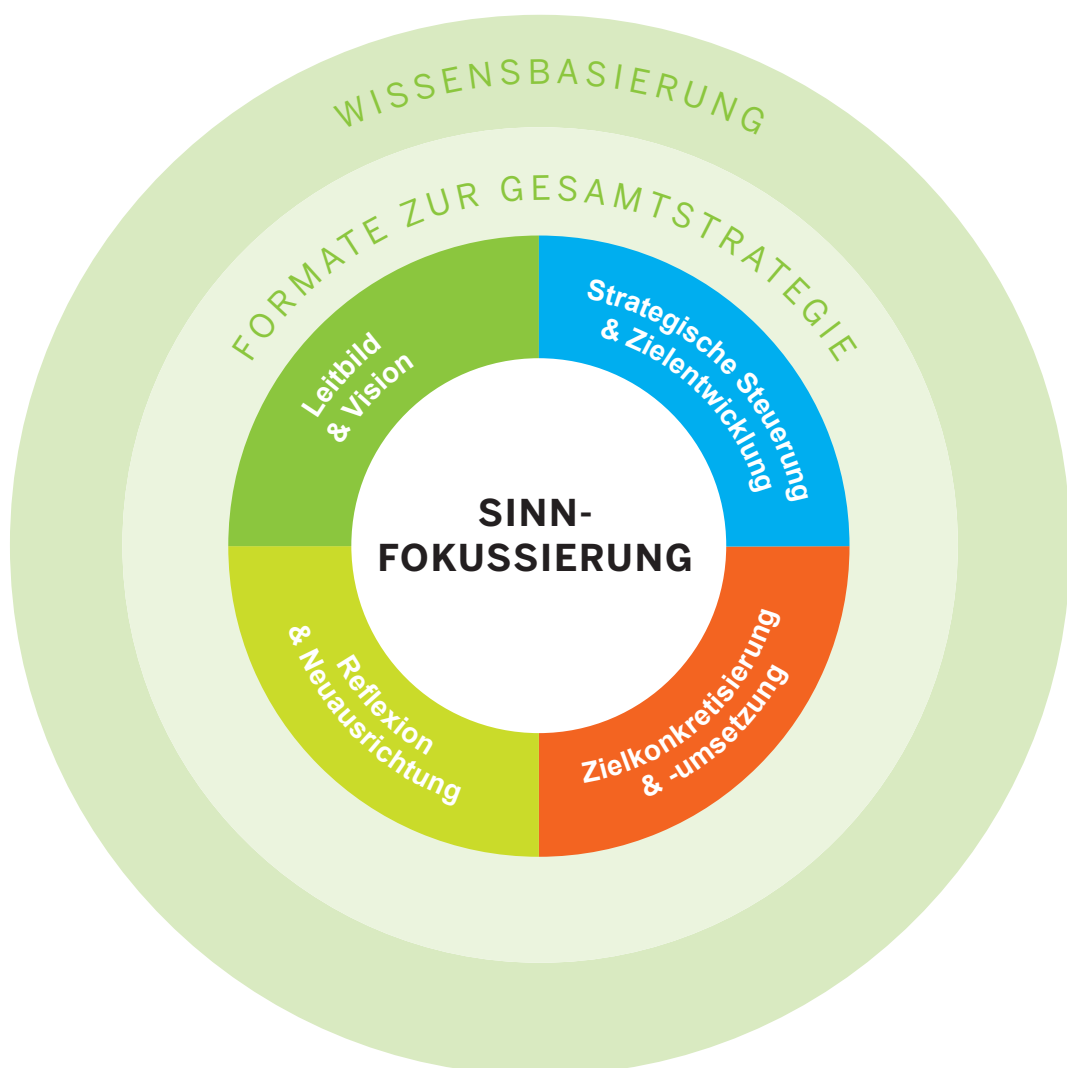 WISSENSBASIERUNG
FORMATE ZUR GESAMTSTRATEGIE
Leitbild
& Vision
Strategische Steuerung
& Zielentwicklung
SINN-
FOKUSSIERUNG
Reflexion
& Neuausrichtung
Zielkonkretisierung
& -umsetzung